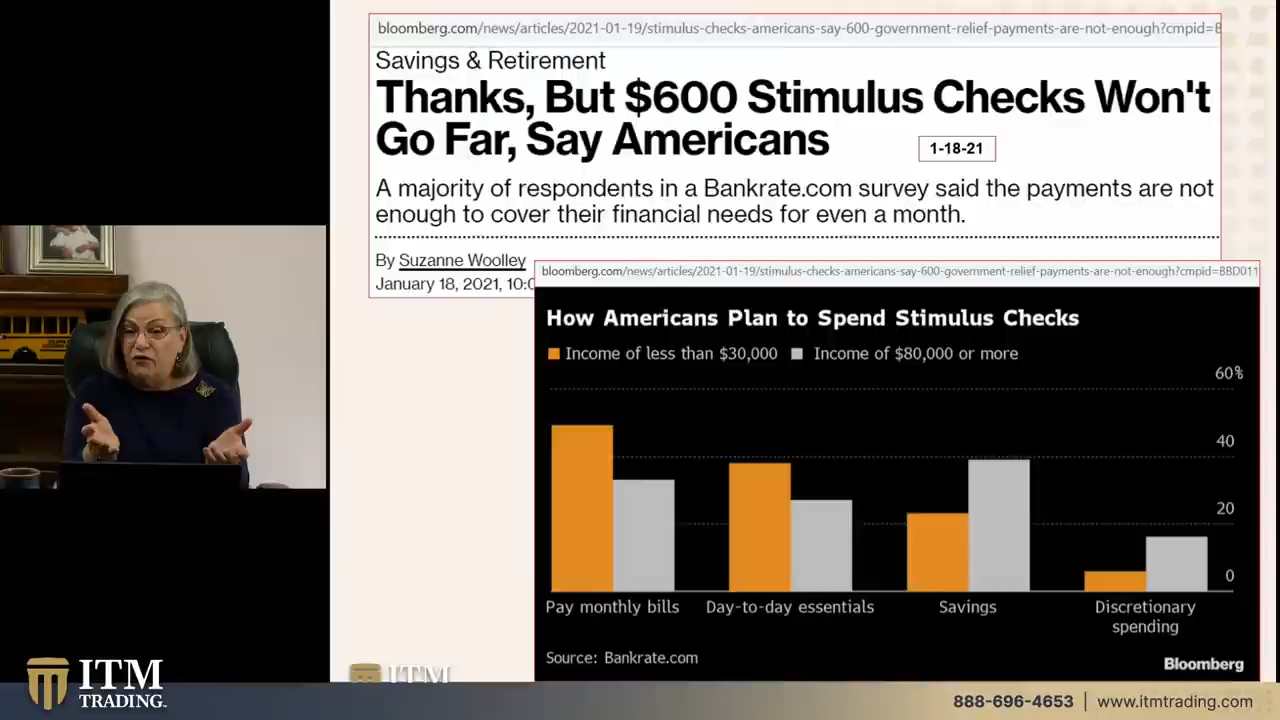 bloomberg.com/news/articles/2021-01-19/stimulus-checks-americans-say-600-government-relief-payments-are-not-enough?cmpid=B
Savings & Retirement
Thanks, But $600 Stimulus Checks Won't
Go Far, Say Americans
1-18-21
A majority of respondents in a Bankrate.com survey said the payments are not
enough to cover their financial needs for even a month.
By Suzanne Woolley
January 18, 2021, 10:0
bloomberg.com/news/articles/2021-01-19/stimulus-checks-americans-say-600-government-relief-payments-are-not-enough?cmpid=BBD011
How Americans Plan to Spend Stimulus Checks
Income of less than $30,000 Income of $80,000 or more
60%
40
20
0
Pay monthly bills Day-to-day essentials Savings Discretionary
spending
Source: Bankrate.com
Bloomberg
ITM
TRADING.
ITM
888-696-4653 | www.itmtrading.com